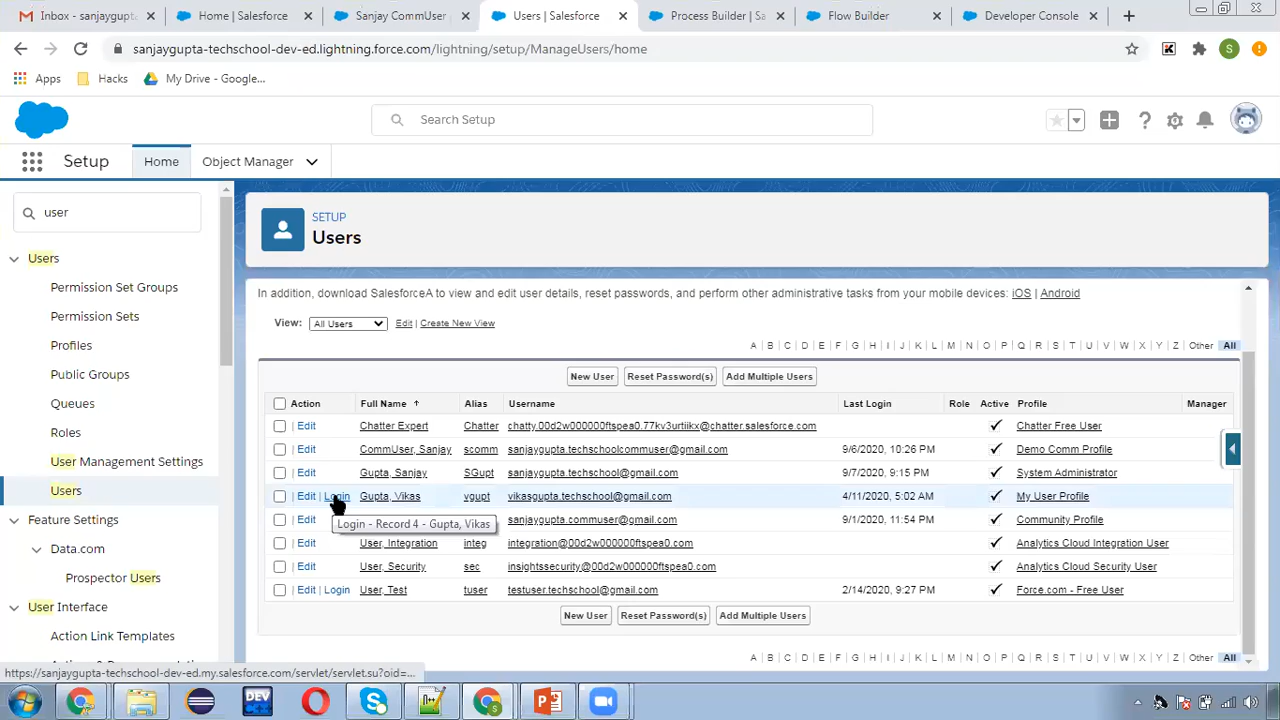 Inbox - sanjaygupta.techs
Home | Salesforce
Sanjay CommUser
Users | Salesforce
Process Builder | Sa
Flow Builder
Developer Console
sanjaygupta-techschool-dev-ed.lightning.force.com/lightning/setup/ManageUsers/home
S
Apps
Hacks
My Drive - Google...
Search Setup
Setup
Home
Object Manager
user
Users
Permission Set Groups
Permission Sets
Profiles
Public Groups
Queues
Roles
User Management Settings
Users
Feature Settings
Data.com
Prospector Users
User Interface
Action Link Templates
SETUP
Users
In addition, download SalesforceA to view and edit user details, reset passwords, and perform other administrative tasks from your mobile devices: iOS | Android
View: All Users Edit | Create New View
A B C D E F G H I J K L M N O P Q R S T U V W X Y Z Other All
New User Reset Password(s) Add Multiple Users
Action Full Name Alias Username Last Login Role Active Profile Manager
Edit Chatter Expert Chatter chatty.00d2w000000ftspea0.77kv3urtiikx@chatter.salesforce.com Chatter Free User
Edit CommUser, Sanjay scomm sanjaygupta.techschoolcommuser@gmail.com 9/6/2020, 10:26 PM Demo Comm Profile
Edit Gupta, Sanjay SGupt sanjaygupta.techschool@gmail.com 9/7/2020, 9:15 PM System Administrator
Edit | Login Gupta, Vikas vgupt vikasgupta.techschool@gmail.com 4/11/2020, 5:02 AM My User Profile
Login - Record 4 - Gupta, Vikas
Edit sanjaygupta.commuser@gmail.com 9/1/2020, 11:54 PM Community Profile
Edit User, Integration integ integration@00d2w000000ftspea0.com Analytics Cloud Integration User
Edit User, Security sec insightssecurity@00d2w000000ftspea0.com Analytics Cloud Security User
Edit | Login User, Test tuser testuser.techschool@gmail.com 2/14/2020, 9:27 PM Force.com - Free User
New User Reset Password(s) Add Multiple Users
A B C D E F G H I J K L M N O P Q R S T U V W X Y Z Other All
https://sanjaygupta-techschool-dev-ed.my.salesforce.com/servlet/servlet.su?oid=...
DEV